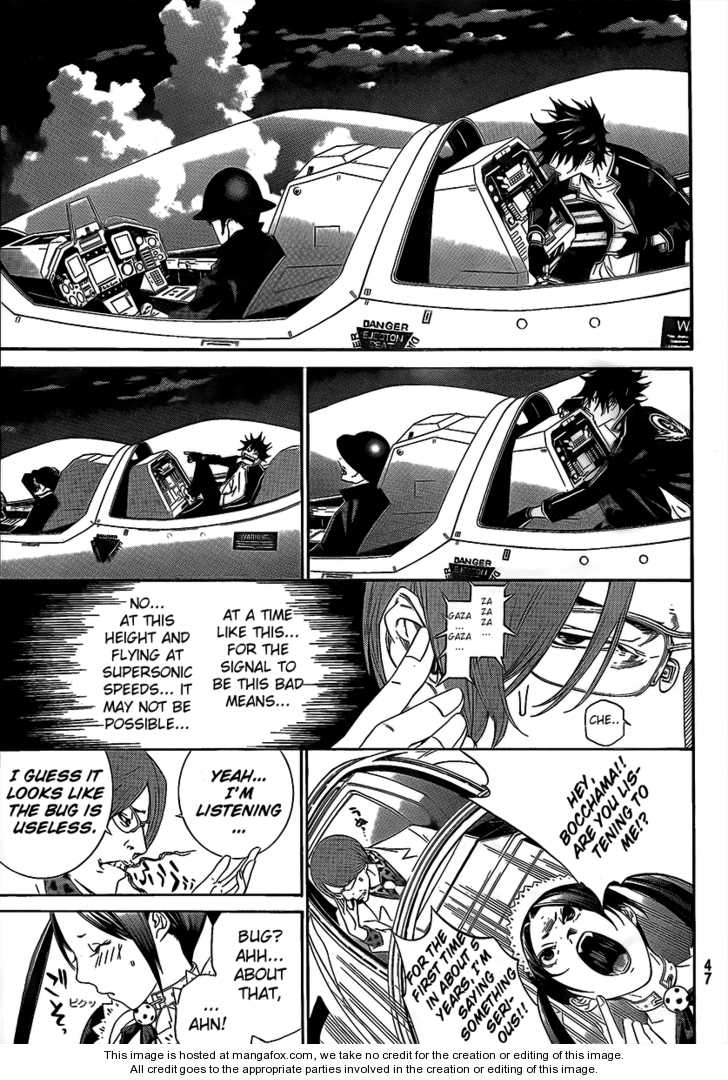 DANGER
EJECTION
SEAT
W
WARNING
DANGER
ZA
ZA
ZA
...
GAZA
...
GAZA
...
CHE..
AT A TIME
LIKE THIS...
FOR THE
SIGNAL TO
BE THIS BAD
MEANS...
NO...
AT THIS
HEIGHT AND
FLYING AT
SUPERSONIC
SPEEDS... IT
MAY NOT BE
POSSIBLE...
HEY,
BOCCHAMA!!
ARE YOU LIS-
TENING TO
ME!?
FOR THE
FIRST TIME
IN ABOUT 5
YEARS, I'M
SAYING
SOMETHING
SERI-
OUS!!
YEAH...
I'M
LISTENING
...
I GUESS IT
LOOKS LIKE
THE BUG IS
USELESS.
BUG?
AHH...
ABOUT
THAT,
...
AHN!
ビクッ
47
This image is hosted at mangafox.com, we take no credit for the creation or editing of this image.
All credit goes to the appropriate parties involved in the creation or editing of this image.